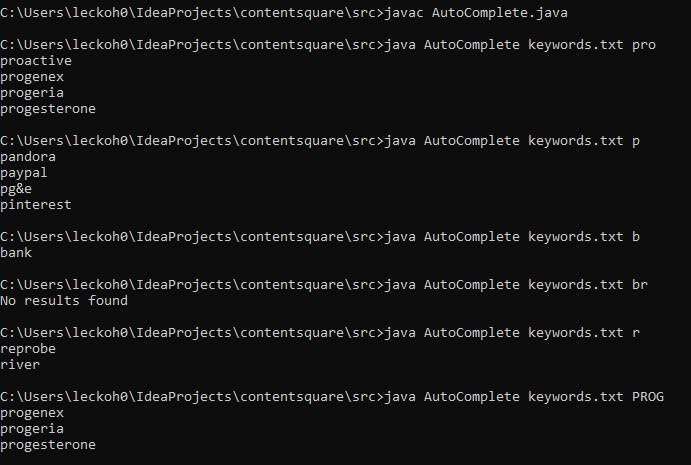 C:\Users\leckoh0\IdeaProjects\contentsquare\src>javac AutoComplete.java
C:\Users\leckoh0\IdeaProjects\contentsquare\src>java AutoComplete keywords.txt pro
proactive
progenex
progeria
progesterone
C:\Users\leckoh0\IdeaProjects\contentsquare\src>java AutoComplete keywords.txt p
pandora
paypal
pg&e
pinterest
C:\Users\leckoh0\IdeaProjects\contentsquare\src>java AutoComplete keywords.txt b
bank
C:\Users\leckoh0\IdeaProjects\contentsquare\src>java AutoComplete keywords.txt br
No results found
C:\Users\leckoh0\IdeaProjects\contentsquare\src>java AutoComplete keywords.txt r
reprobe
river
C:\Users\leckoh0\IdeaProjects\contentsquare\src>java AutoComplete keywords.txt PROG
progenex
progeria
progesterone